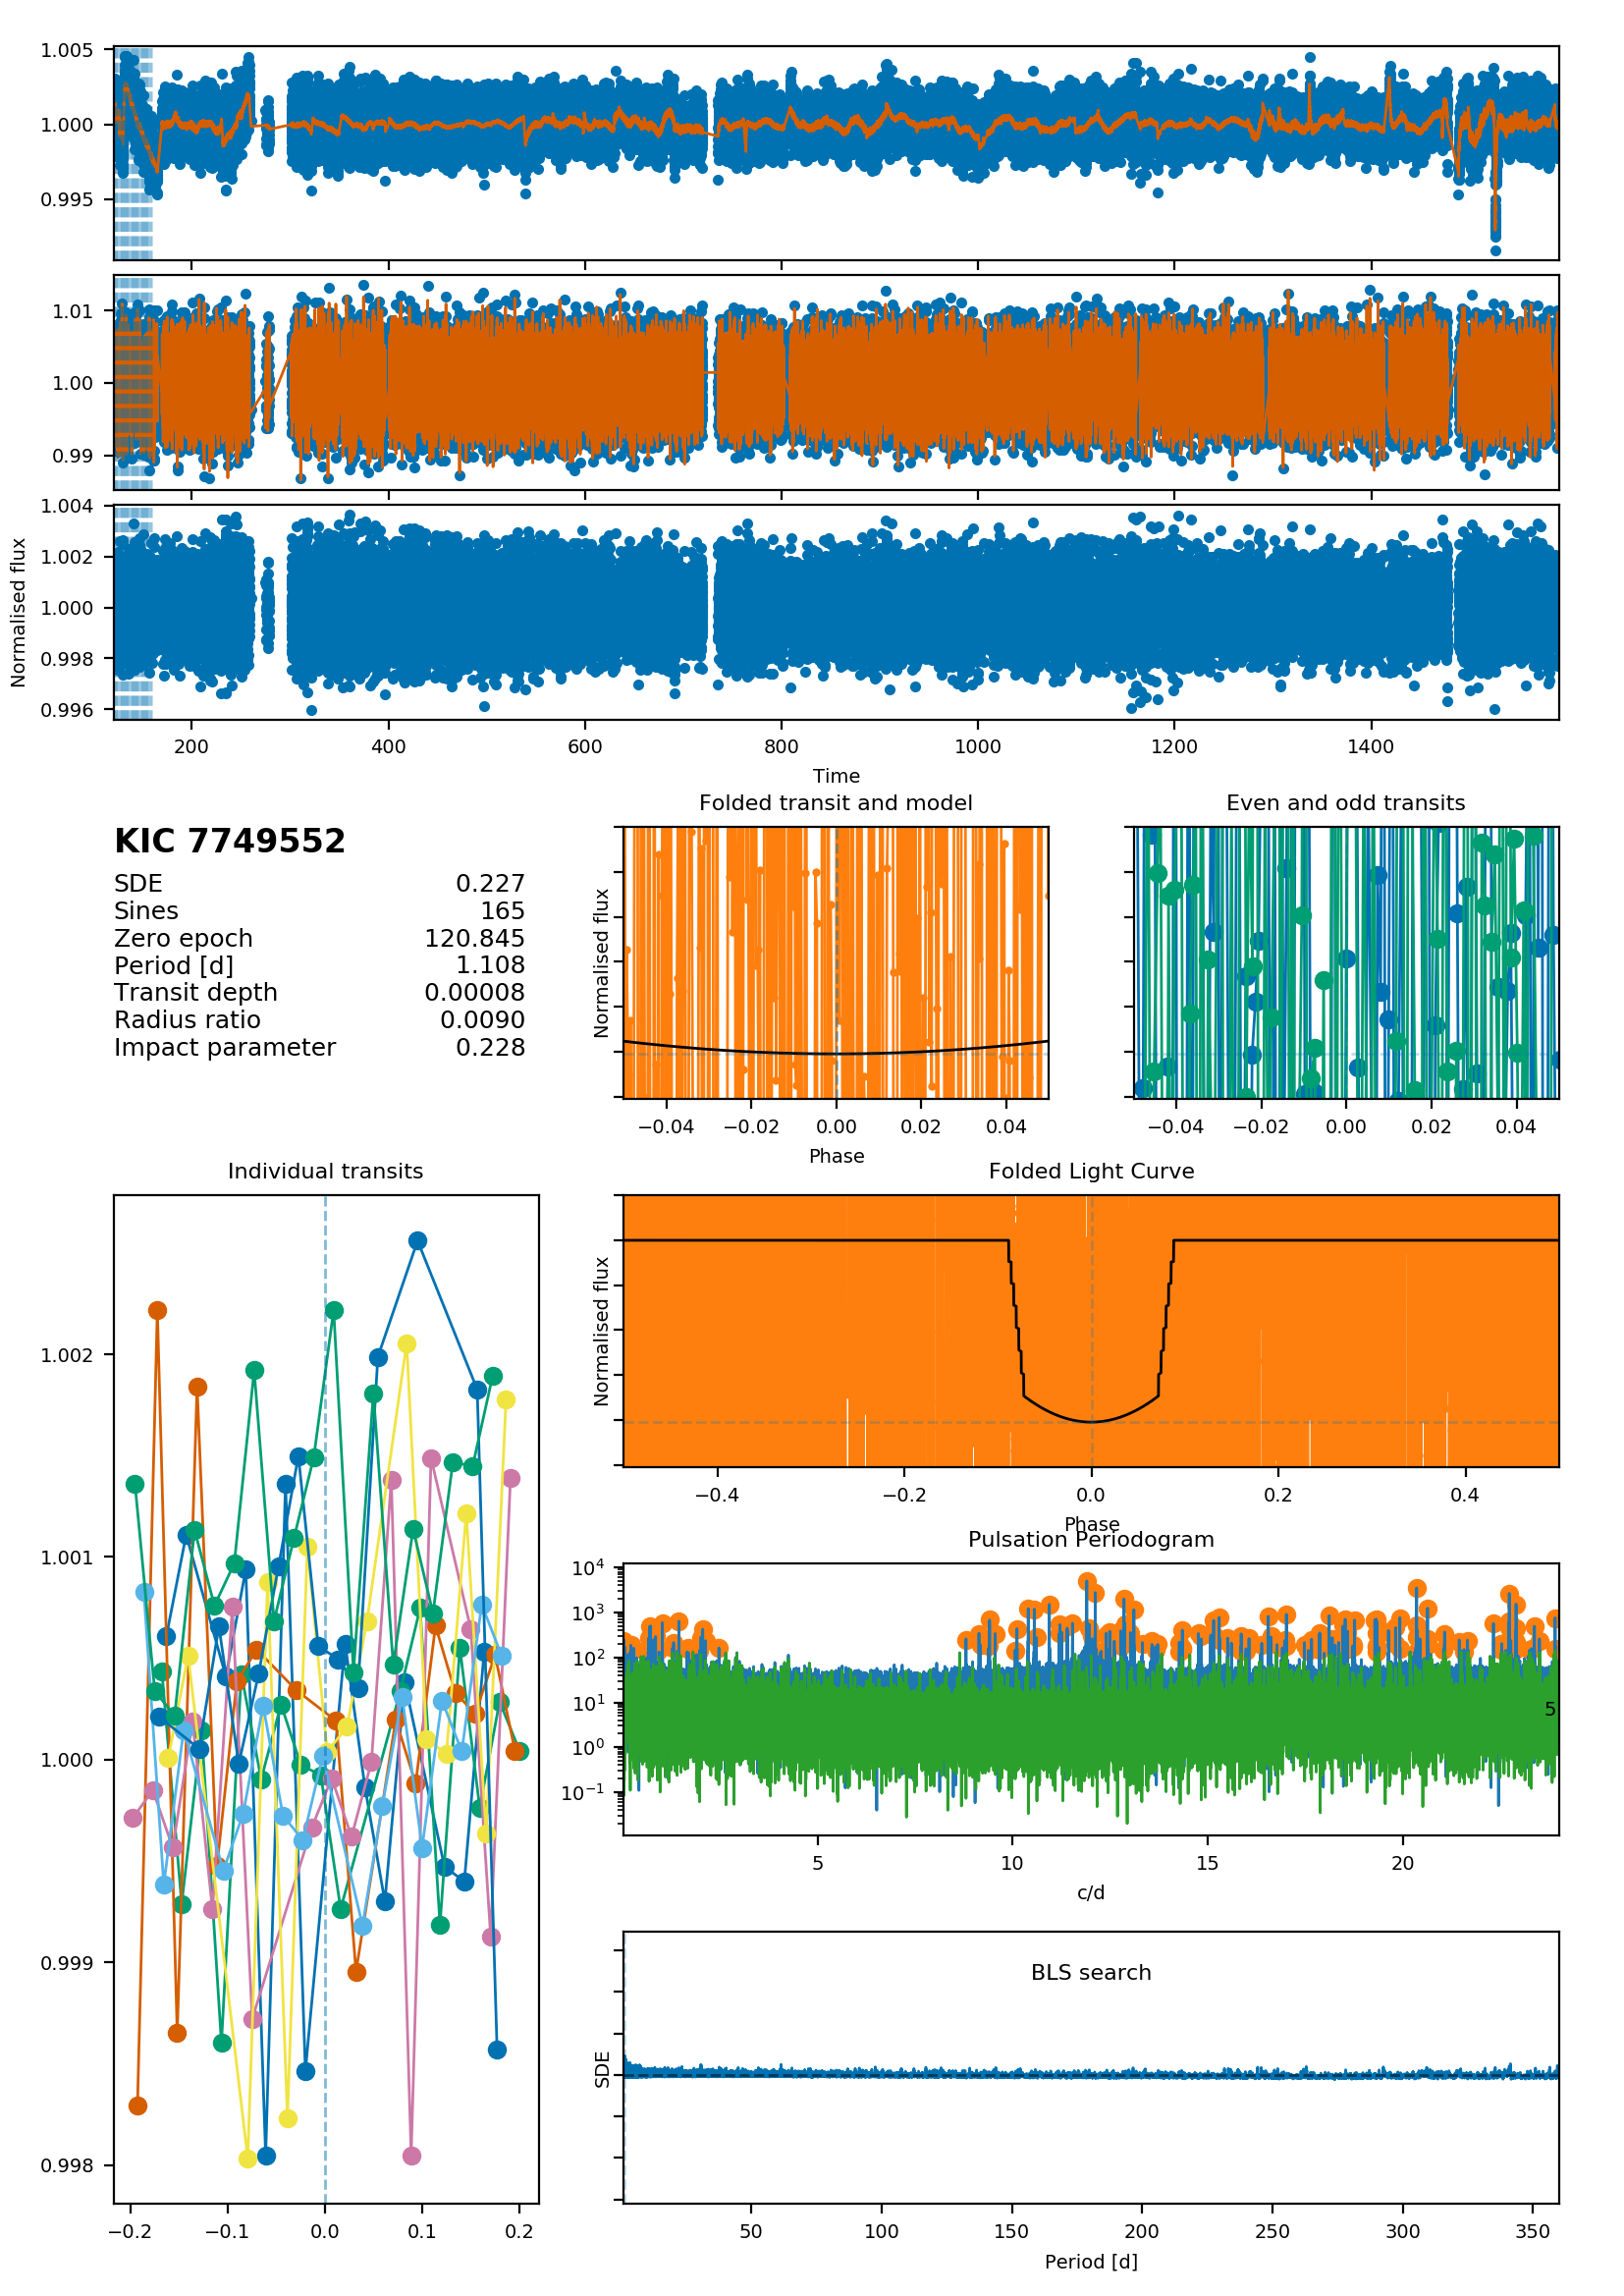 1.005
1.000
0.995
1.01
1.00
0.99
1.004
1.002
1.000
0.998
0.996
Normalised flux
200 400 600 800 1000 1200 1400
Time
KIC 7749552
SDE 0.227
Sines 165
Zero epoch 120.845
Period [d] 1.108
Transit depth 0.00008
Radius ratio 0.0090
Impact parameter 0.228
Folded transit and model
Normalised flux
−0.04 −0.02 0.00 0.02 0.04
Phase
Even and odd transits
−0.04 −0.02 0.00 0.02 0.04
Individual transits
1.002
1.001
1.000
0.999
0.998
−0.2 −0.1 0.0 0.1 0.2
Folded Light Curve
Normalised flux
−0.4 −0.2 0.0 0.2 0.4
Phase
Pulsation Periodogram
10⁴
10³
10²
10¹
10⁰
10⁻¹
5
5 10 15 20
c/d
BLS search
SDE
50 100 150 200 250 300 350
Period [d]